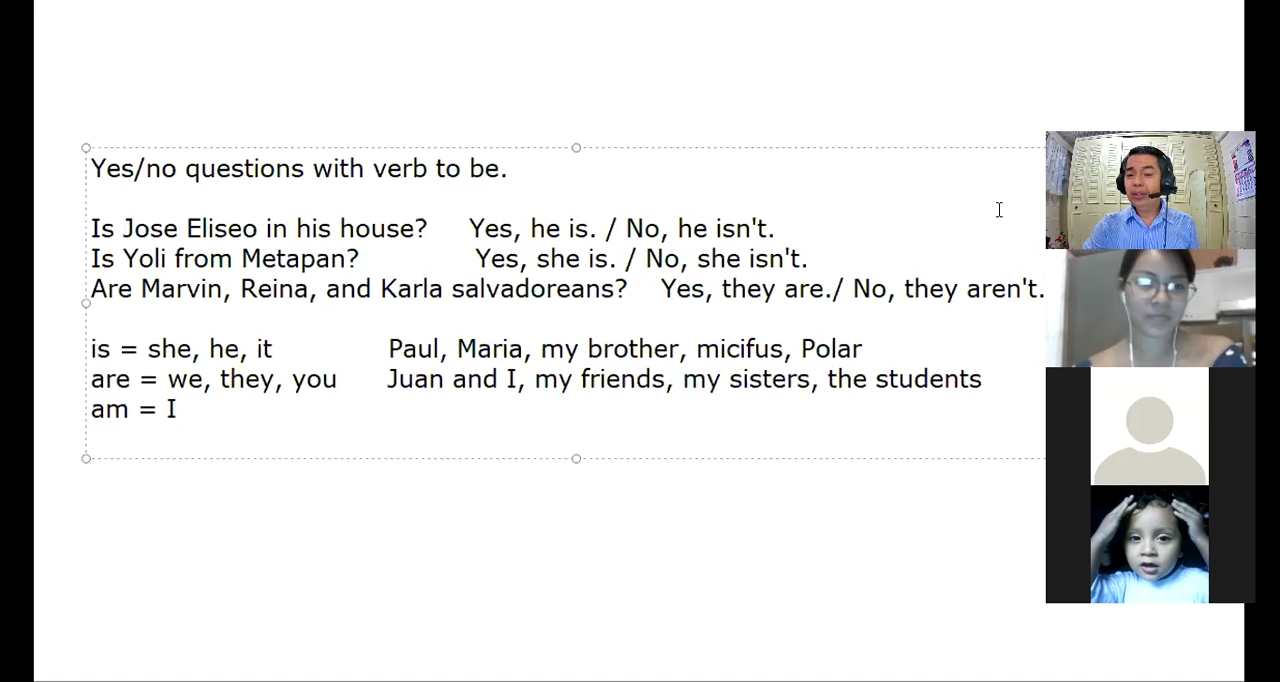 Yes/no questions with verb to be.
Is Jose Eliseo in his house? Yes, he is. / No, he isn't.
Is Yoli from Metapan? Yes, she is. / No, she isn't.
Are Marvin, Reina, and Karla salvadoreans? Yes, they are./ No, they aren't.
is = she, he, it Paul, Maria, my brother, micifus, Polar
are = we, they, you Juan and I, my friends, my sisters, the students
am = I